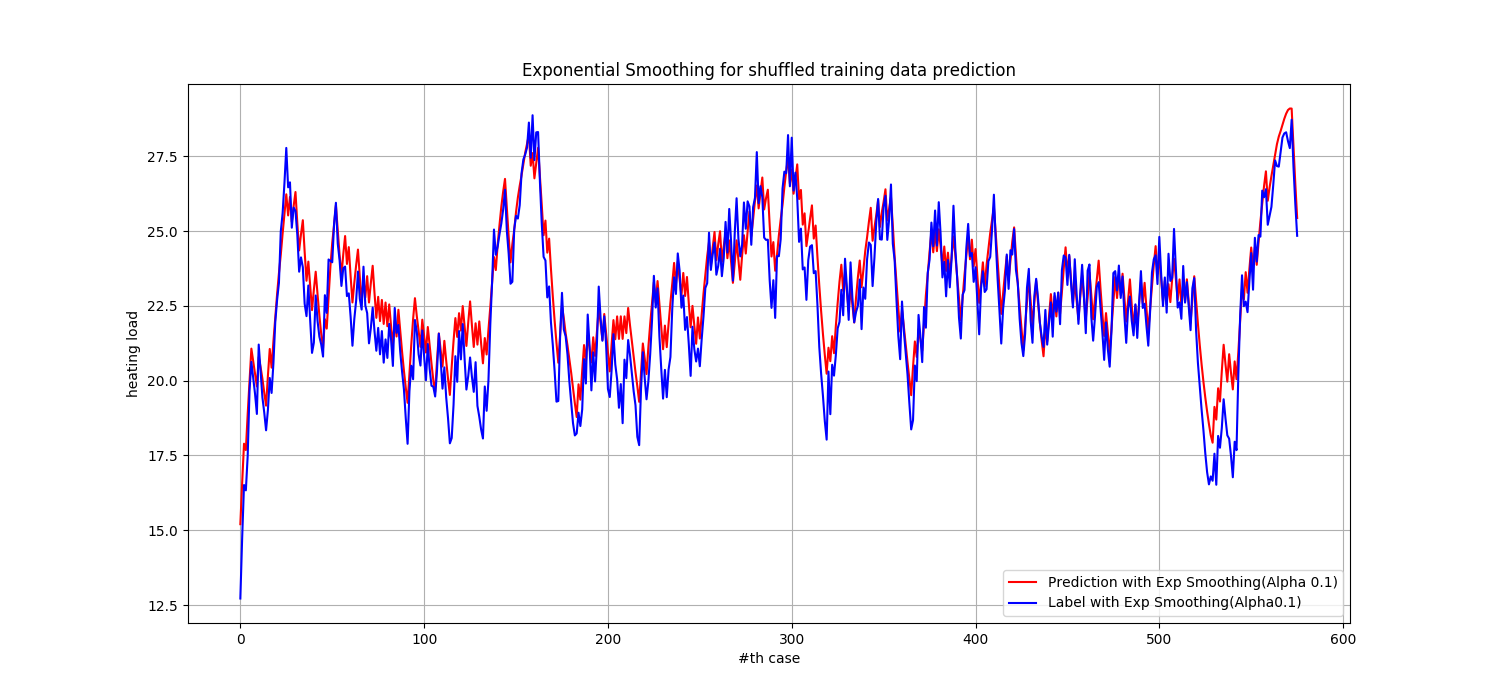 Exponential Smoothing for shuffled training data prediction
27.5
25.0
22.5
20.0
17.5
15.0
12.5
heating load
Prediction with Exp Smoothing(Alpha 0.1)
Label with Exp Smoothing(Alpha0.1)
0 100 200 300 400 500 600
#th case